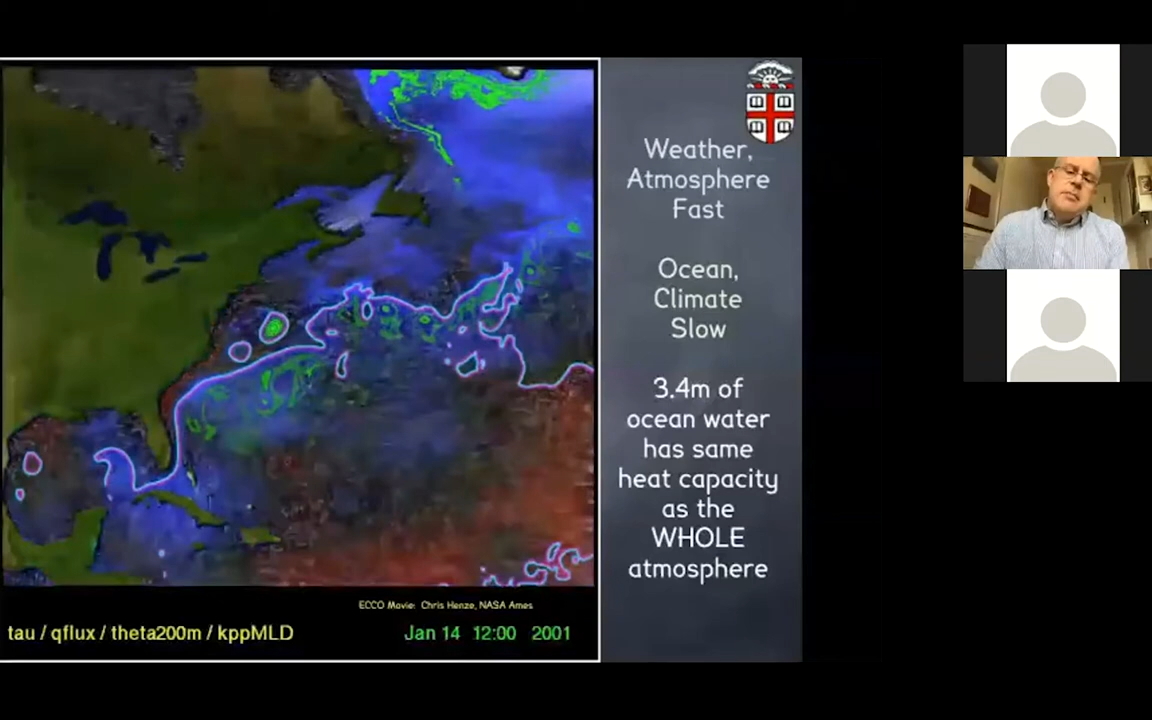 Weather,
Atmosphere
Fast
Ocean,
Climate
Slow
3.4m of
ocean water
has same
heat capacity
as the
WHOLE
atmosphere
ECCO Movie: Chris Henze, NASA Ames
tau / qflux / theta200m / kppMLD
Jan 14 12:00 2001